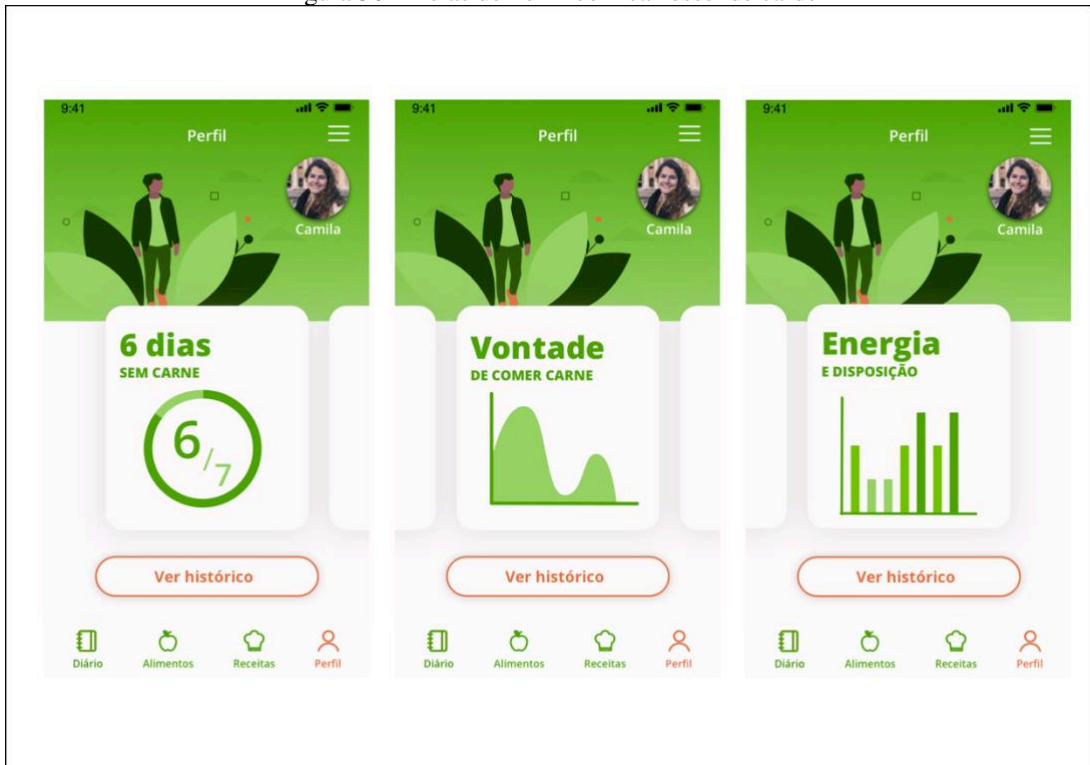 9:41
Perfil
Camila
6 dias
SEM CARNE
6/7
Ver histórico
Diário Alimentos Receitas Perfil
9:41
Perfil
Camila
Vontade
DE COMER CARNE
Ver histórico
Diário Alimentos Receitas Perfil
9:41
Perfil
Camila
Energia
E DISPOSIÇÃO
Ver histórico
Diário Alimentos Receitas Perfil